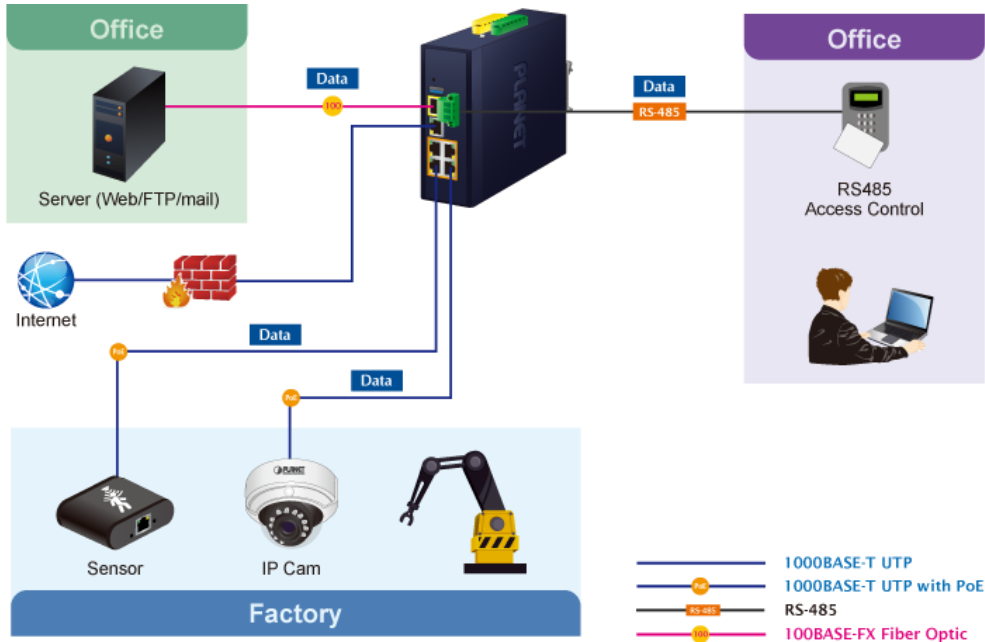 Office
Data
100
Server (Web/FTP/mail)
PLANET
Data
RS-485
Office
RS485
Access Control
Internet
Data
PoE
Data
PoE
PLANET
Sensor
IP Cam
Factory
1000BASE-T UTP
PoE
1000BASE-T UTP with PoE
RS-485
RS-485
100
100BASE-FX Fiber Optic